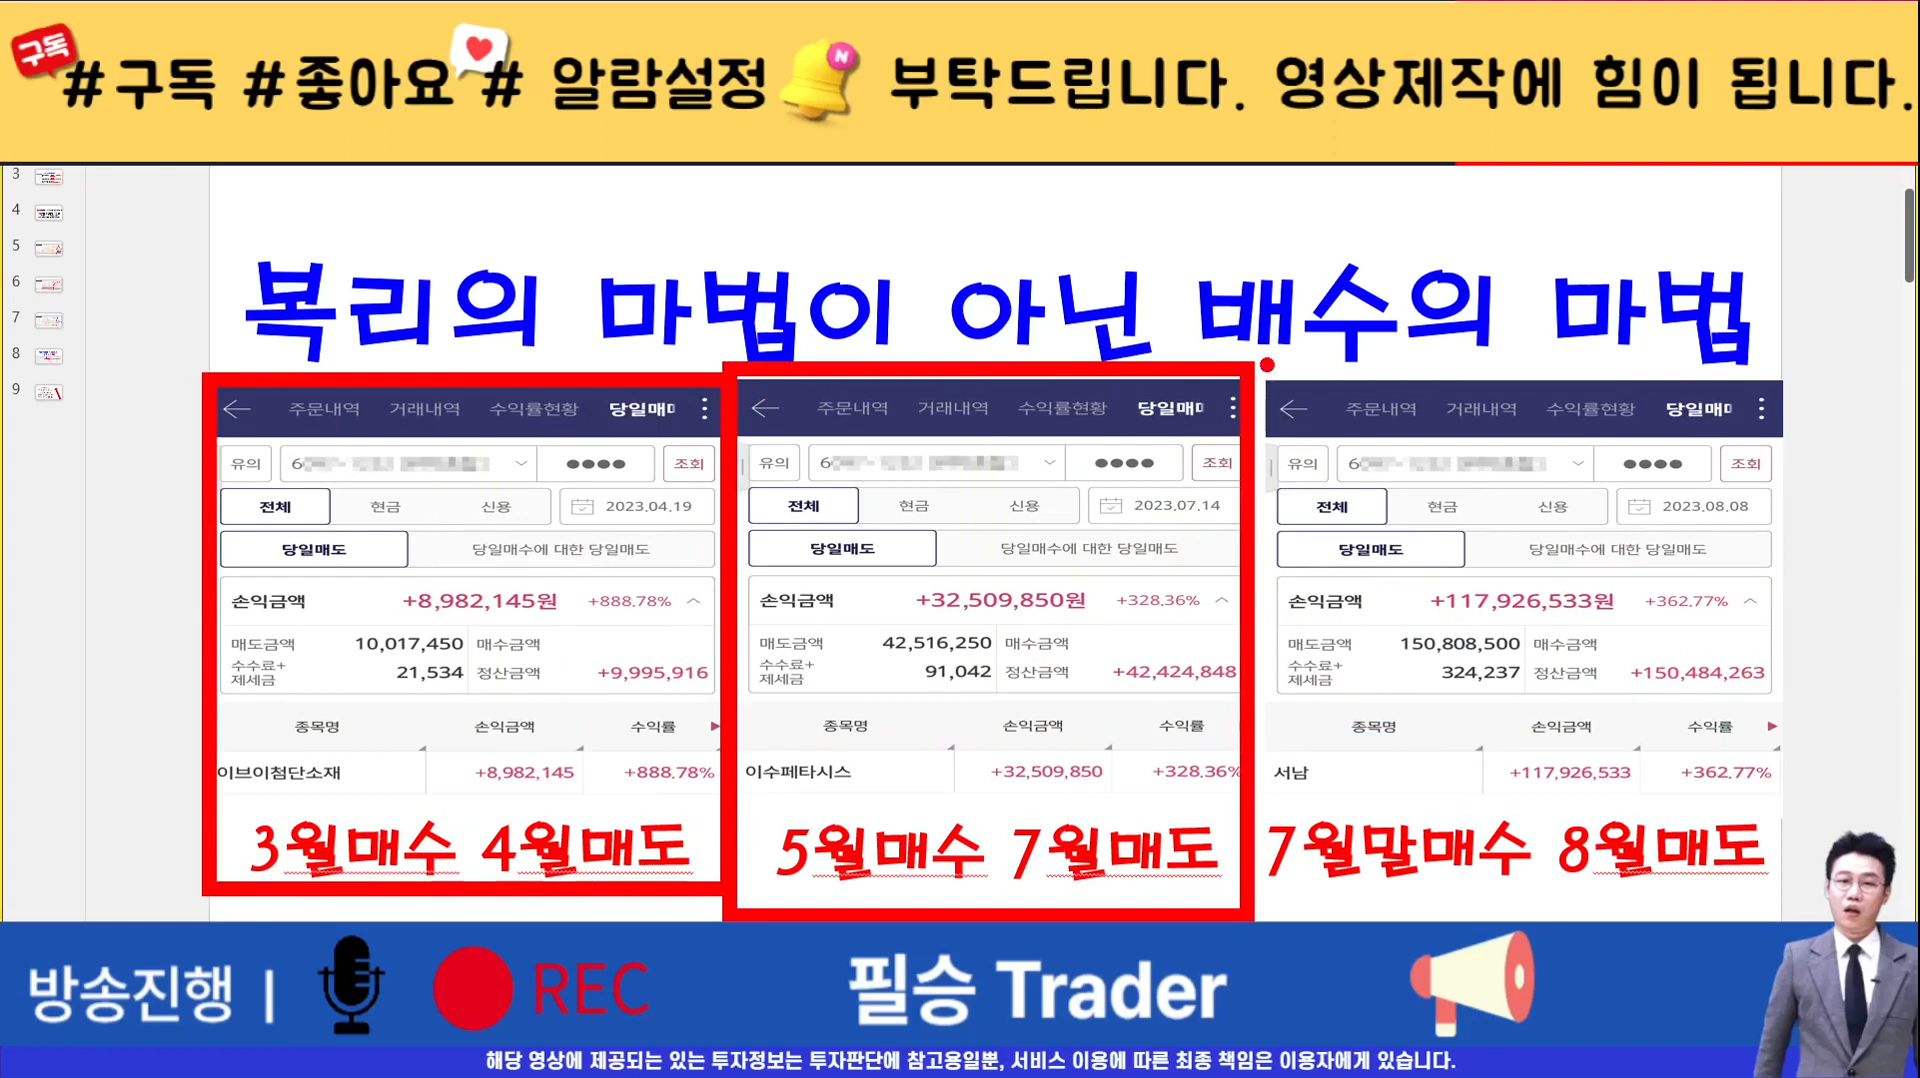 구독
#구독 #좋아요 # 알람설정 N 부탁드립니다. 영상제작에 힘이 됩니다.
3
4
5
6
7
8
9
복리의 마법이 아닌 배수의 마법
주문내역 거래내역 수익률현황 당일매
유의 6 ●●●● 조회
전체 현금 신용 2023.04.19
당일매도 당일매수에 대한 당일매도
손익금액 +8,982,145원 +888.78%
매도금액 10,017,450 매수금액
수수료+
제세금 21,534 정산금액 +9,995,916
종목명 손익금액 수익률
이브이첨단소재 +8,982,145 +888.78%
3월매수 4월매도
주문내역 거래내역 수익률현황 당일매
유의 6 ●●●● 조회
전체 현금 신용 2023.07.14
당일매도 당일매수에 대한 당일매도
손익금액 +32,509,850원 +328.36%
매도금액 42,516,250 매수금액
수수료+
제세금 91,042 정산금액 +42,424,848
종목명 손익금액 수익률
이수페타시스 +32,509,850 +328.36%
5월매수 7월매도
주문내역 거래내역 수익률현황 당일매
유의 6 ●●●● 조회
전체 현금 신용 2023.08.08
당일매도 당일매수에 대한 당일매도
손익금액 +117,926,533원 +362.77%
매도금액 150,808,500 매수금액
수수료+
제세금 324,237 정산금액 +150,484,263
종목명 손익금액 수익률
서남 +117,926,533 +362.77%
7월말매수 8월매도
방송진행 | REC 필승 Trader
해당 영상에 제공되는 있는 투자정보는 투자판단에 참고용일뿐, 서비스 이용에 따른 최종 책임은 이용자에게 있습니다.